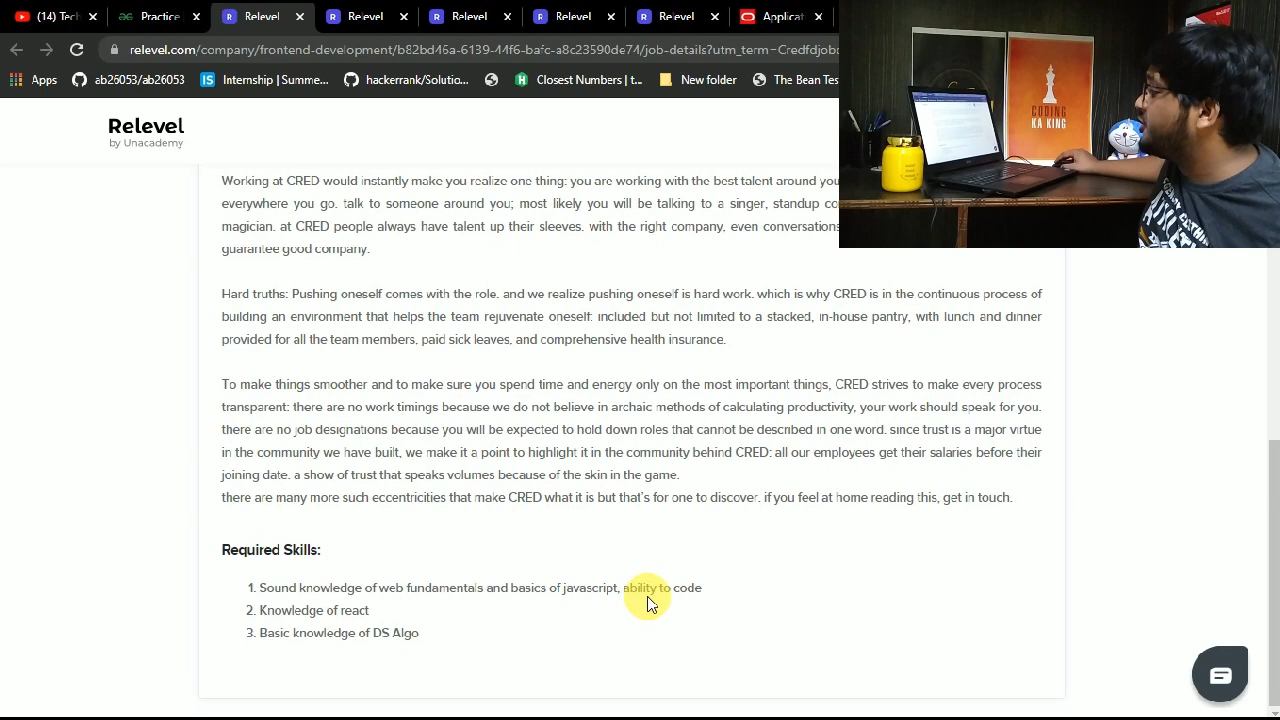 (14) Tech
Practice
Relevel
Relevel
Relevel
Relevel
Relevel
Applicat
relevel.com/company/frontend-development/b82bd46a-6139-44f6-bafc-a8c23590de74/job-details?utm_term=Credfdjobs
Apps
ab26053/ab26053
Internship | Summe...
hackerrank/Solutio...
Closest Numbers | t...
New folder
The Bean Tes
CODING
KA KING
Relevel
by Unacademy
Working at CRED would instantly make you realize one thing: you are working with the best talent around you
everywhere you go. talk to someone around you; most likely you will be talking to a singer, standup co
magician. at CRED people always have talent up their sleeves. with the right company, even conversations
guarantee good company.
Hard truths: Pushing oneself comes with the role. and we realize pushing oneself is hard work. which is why CRED is in the continuous process of
building an environment that helps the team rejuvenate oneself: included but not limited to a stacked, in-house pantry, with lunch and dinner
provided for all the team members, paid sick leaves, and comprehensive health insurance.
To make things smoother and to make sure you spend time and energy only on the most important things, CRED strives to make every process
transparent: there are no work timings because we do not believe in archaic methods of calculating productivity, your work should speak for you.
there are no job designations because you will be expected to hold down roles that cannot be described in one word. since trust is a major virtue
in the community we have built, we make it a point to highlight it in the community behind CRED: all our employees get their salaries before their
joining date. a show of trust that speaks volumes because of the skin in the game.
there are many more such eccentricities that make CRED what it is but that's for one to discover. if you feel at home reading this, get in touch.
Required Skills:
1. Sound knowledge of web fundamentals and basics of javascript, ability to code
2. Knowledge of react
3. Basic knowledge of DS Algo